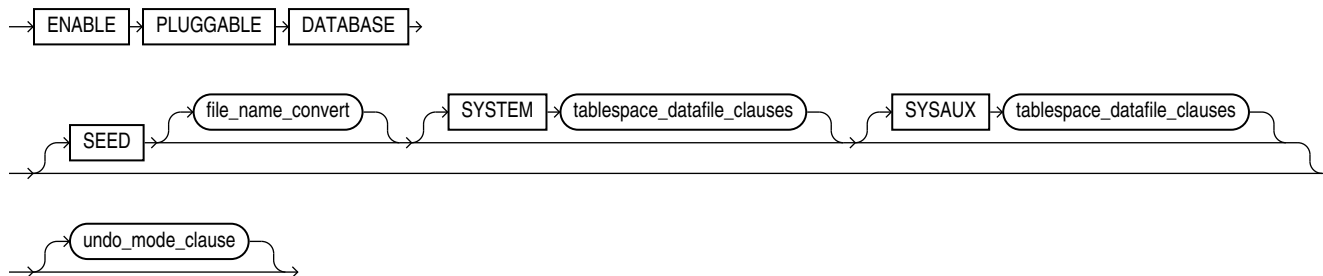 ENABLE PLUGGABLE DATABASE
file_name_convert SYSTEM tablespace_datafile_clauses SYSAUX tablespace_datafile_clauses
SEED
undo_mode_clause